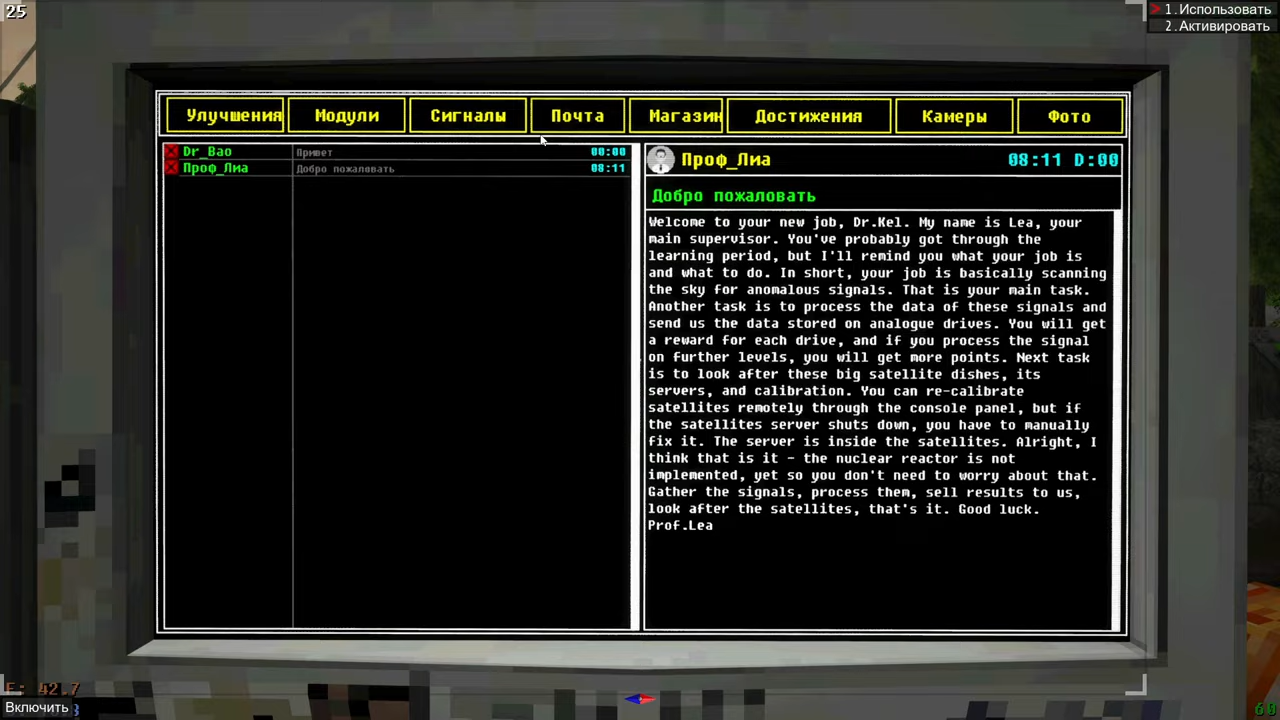 25
1.Использовать
2.Активировать
Улучшения Модули Сигналы Почта Магазин Достижения Камеры Фото
Dr_Bao Привет 00:00
Проф_Лиа Добро пожаловать 08:11
Проф_Лиа 08:11 D:00
Добро пожаловать
Welcome to your new job, Dr.Kel. My name is Lea, your
main supervisor. You've probably got through the
learning period, but I'll remind you what your job is
and what to do. In short, your job is basically scanning
the sky for anomalous signals. That is your main task.
Another task is to process the data of these signals and
send us the data stored on analogue drives. You will get
a reward for each drive, and if you process the signal
on further levels, you will get more points. Next task
is to look after these big satellite dishes, its
servers, and calibration. You can re-calibrate
satellites remotely through the console panel, but if
the satellites server shuts down, you have to manually
fix it. The server is inside the satellites. Alright, I
think that is it - the nuclear reactor is not
implemented, yet so you don't need to worry about that.
Gather the signals, process them, sell results to us,
look after the satellites, that's it. Good luck.
Prof.Lea
42.7
Включить
60